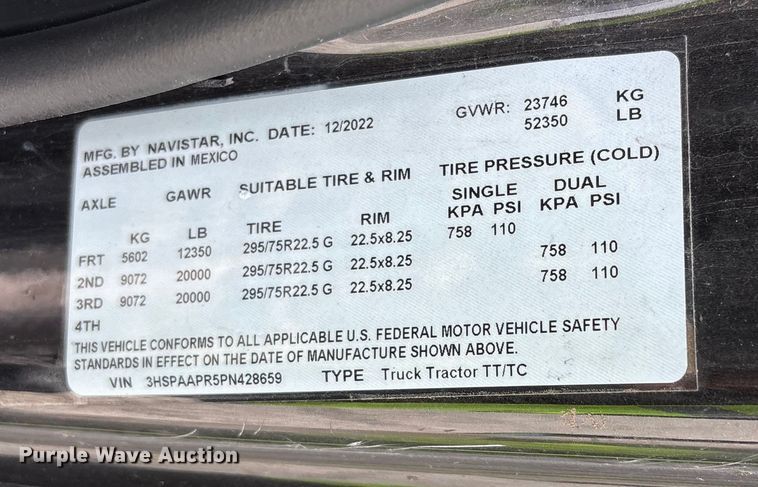 MFG. BY NAVISTAR, INC. DATE: 12/2022 GVWR: 23746 KG
52350 LB
ASSEMBLED IN MEXICO
AXLE GAWR SUITABLE TIRE & RIM TIRE PRESSURE (COLD)
SINGLE DUAL
KG LB TIRE RIM KPA PSI KPA PSI
FRT 5602 12350 295/75R22.5 G 22.5x8.25 758 110
2ND 9072 20000 295/75R22.5 G 22.5x8.25 758 110
3RD 9072 20000 295/75R22.5 G 22.5x8.25 758 110
4TH
THIS VEHICLE CONFORMS TO ALL APPLICABLE U.S. FEDERAL MOTOR VEHICLE SAFETY
STANDARDS IN EFFECT ON THE DATE OF MANUFACTURE SHOWN ABOVE.
VIN 3HSPAAPR5PN428659 TYPE Truck Tractor TT/TC
Purple Wave Auction